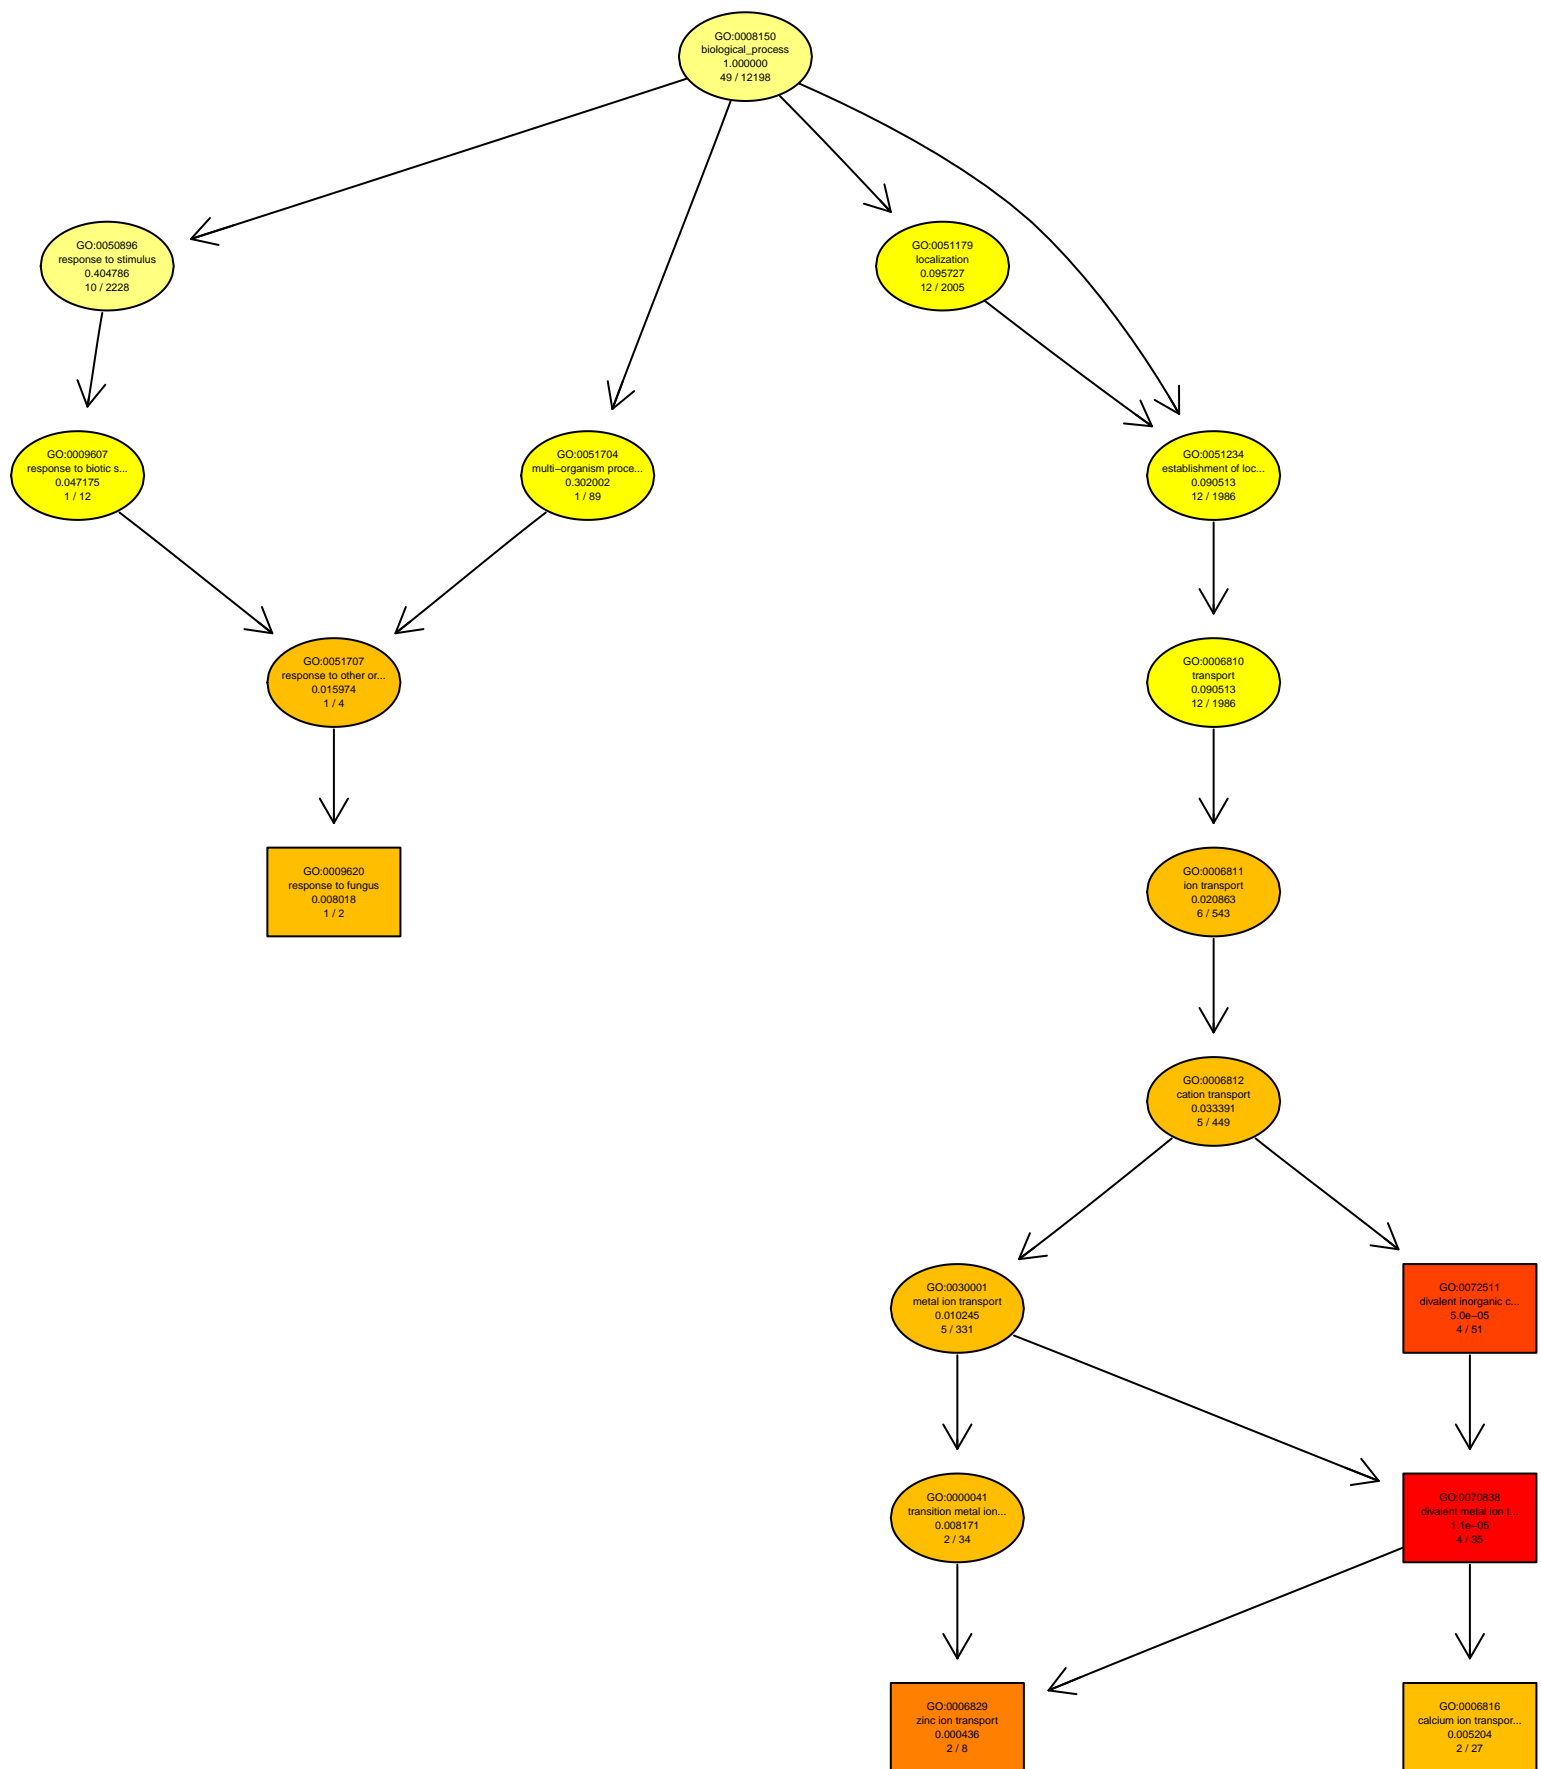 GO:0008150
biological_process
1.000000
49 / 12198
GO:0050896
response to stimulus
0.404786
10 / 2228
GO:0051179
localization
0.095727
12 / 2005
GO:0009607
response to biotic s...
0.047175
1 / 12
GO:0051704
multi−organism proce...
0.302002
1 / 89
GO:0051234
establishment of loc...
0.090513
12 / 1986
GO:0051707
response to other or...
0.015974
1 / 4
GO:0006810
transport
0.090513
12 / 1986
GO:0009620
response to fungus
0.008018
1 / 2
GO:0006811
ion transport
0.020863
6 / 543
GO:0006812
cation transport
0.033391
5 / 449
GO:0030001
metal ion transport
0.010245
5 / 331
GO:0072511
divalent inorganic c...
5.0e−05
4 / 51
GO:0000041
transition metal ion...
0.008171
2 / 34
GO:0070838
divalent metal ion t...
1.1e−05
4 / 35
GO:0006829
zinc ion transport
0.000436
2 / 8
GO:0006816
calcium ion transpor...
0.005204
2 / 27